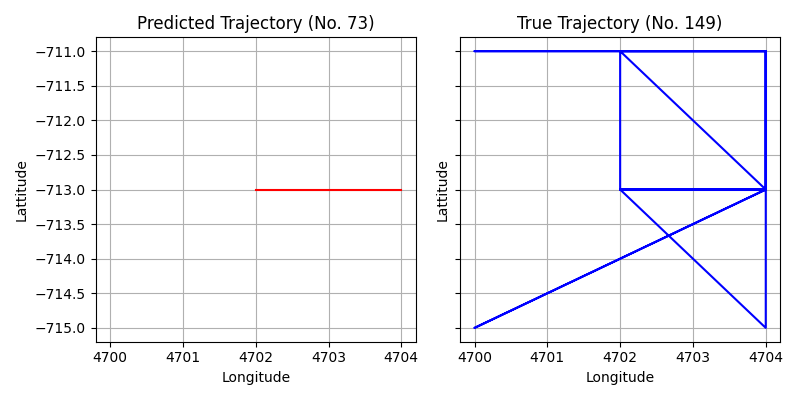 Predicted Trajectory (No. 73)
True Trajectory (No. 149)
Lattitude
−711.0
−711.5
−712.0
−712.5
−713.0
−713.5
−714.0
−714.5
−715.0
4700 4701 4702 4703 4704
Longitude
Lattitude
4700 4701 4702 4703 4704
Longitude